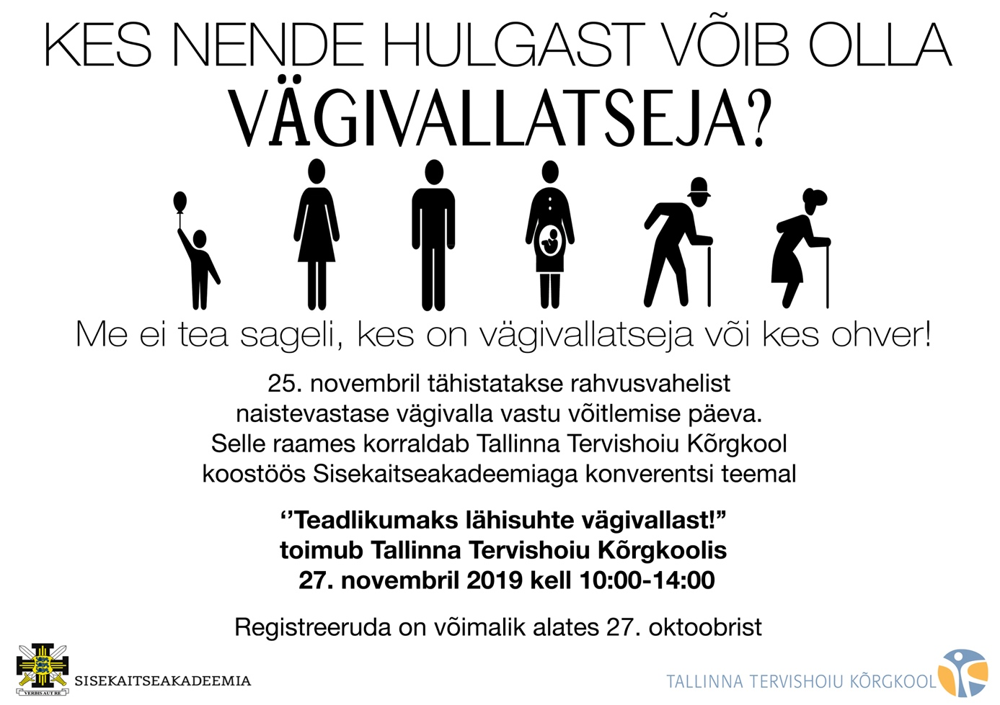 KES NENDE HULGAST VÕIB OLLA
VÄGIVALLATSEJA?
Me ei tea sageli, kes on vägivallatseja või kes ohver!
25. novembril tähistatakse rahvusvahelist
naistevastase vägivalla vastu võitlemise päeva.
Selle raames korraldab Tallinna Tervishoiu Kõrgkool
koostöös Sisekaitseakadeemiaga konverentsi teemal
‘’Teadlikumaks lähisuhte vägivallast!’’
toimub Tallinna Tervishoiu Kõrgkoolis
27. novembril 2019 kell 10:00-14:00
Registreeruda on võimalik alates 27. oktoobrist
VERBIS AUT RE
SISEKAITSEAKADEEMIA
TALLINNA TERVISHOIU KÕRGKOOL